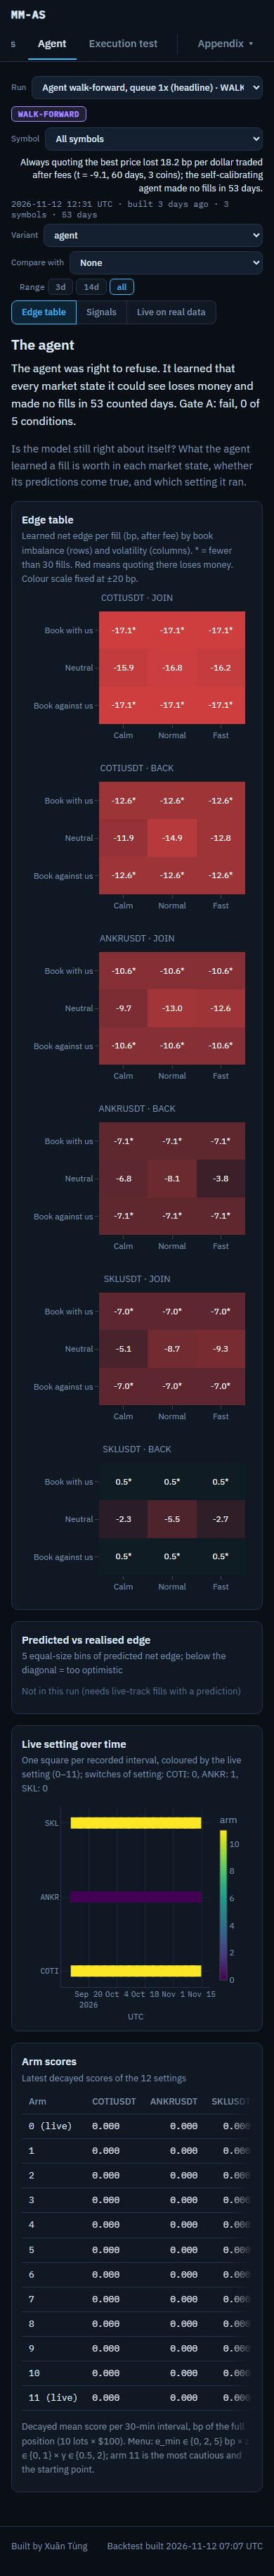 MM-AS
s Agent Execution test Appendix
Run Agent walk-forward, queue 1x (headline) · WALK
WALK-FORWARD
Symbol All symbols
Always quoting the best price lost 18.2 bp per dollar traded
after fees (t = -9.1, 60 days, 3 coins); the self-calibrating
agent made no fills in 53 days.
2026-11-12 12:31 UTC · built 3 days ago · 3
symbols · 53 days
Variant agent
Compare with None
Range 3d 14d all
Edge table Signals Live on real data
The agent
The agent was right to refuse. It learned that
every market state it could see loses money and
made no fills in 53 counted days. Gate A: fail, 0 of
5 conditions.
Is the model still right about itself? What the agent
learned a fill is worth in each market state, whether
its predictions come true, and which setting it ran.
Edge table
Learned net edge per fill (bp, after fee) by book
imbalance (rows) and volatility (columns). * = fewer
than 30 fills. Red means quoting there loses money.
Colour scale fixed at ±20 bp.
COTIUSDT · JOIN
Book with us -17.1* -17.1* -17.1*
Neutral -15.9 -16.8 -16.2
Book against us -17.1* -17.1* -17.1*
Calm Normal Fast
COTIUSDT · BACK
Book with us -12.6* -12.6* -12.6*
Neutral -11.9 -14.9 -12.8
Book against us -12.6* -12.6* -12.6*
Calm Normal Fast
ANKRUSDT · JOIN
Book with us -10.6* -10.6* -10.6*
Neutral -9.7 -13.0 -12.6
Book against us -10.6* -10.6* -10.6*
Calm Normal Fast
ANKRUSDT · BACK
Book with us -7.1* -7.1* -7.1*
Neutral -6.8 -8.1 -3.8
Book against us -7.1* -7.1* -7.1*
Calm Normal Fast
SKLUSDT · JOIN
Book with us -7.0* -7.0* -7.0*
Neutral -5.1 -8.7 -9.3
Book against us -7.0* -7.0* -7.0*
Calm Normal Fast
SKLUSDT · BACK
Book with us 0.5* 0.5* 0.5*
Neutral -2.3 -5.5 -2.7
Book against us 0.5* 0.5* 0.5*
Calm Normal Fast
Predicted vs realised edge
5 equal-size bins of predicted net edge; below the
diagonal = too optimistic
Not in this run (needs live-track fills with a prediction)
Live setting over time
One square per recorded interval, coloured by the live
setting (0–11); switches of setting: COTI: 0, ANKR: 1,
SKL: 0
arm
SKL
10
8
6
ANKR
4
2
COTI
0
Sep 20 Oct 4 Oct 18 Nov 1 Nov 15
2026
UTC
Arm scores
Latest decayed scores of the 12 settings
Arm COTIUSDT ANKRUSDT SKLUSDT
0 (live) 0.000 0.000 0.000
1 0.000 0.000 0.000
2 0.000 0.000 0.000
3 0.000 0.000 0.000
4 0.000 0.000 0.000
5 0.000 0.000 0.000
6 0.000 0.000 0.000
7 0.000 0.000 0.000
8 0.000 0.000 0.000
9 0.000 0.000 0.000
10 0.000 0.000 0.000
11 (live) 0.000 0.000 0.000
Decayed mean score per 30-min interval, bp of the full
position (10 lots × $100). Menu: e_min ∈ {0, 2, 5} bp ×
∈ {0, 1} × γ ∈ {0.5, 2}; arm 11 is the most cautious and
the starting point.
Built by Xuân Tùng Backtest built 2026-11-12 07:07 UTC